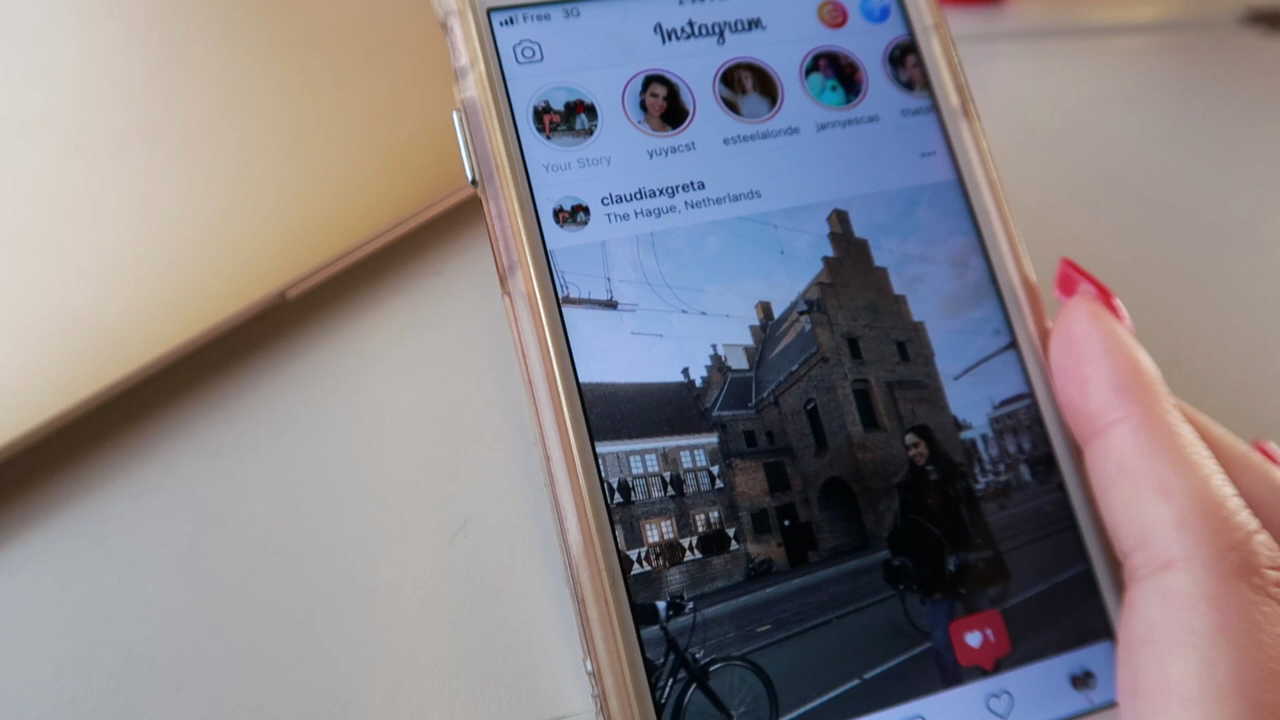 Free 3G
Instagram
Your Story
yuyacst
esteelalonde
jannyescas
claudiaxgreta
The Hague, Netherlands
1